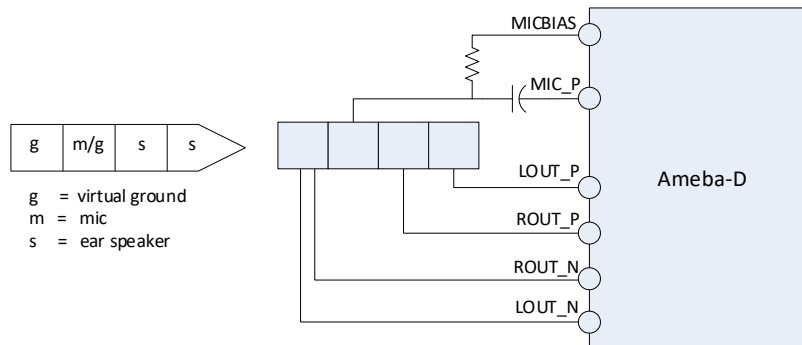 MICBIAS
MIC_P
g m/g s s
LOUT_P
Ameba-D
g = virtual ground
m = mic
s = ear speaker
ROUT_P
ROUT_N
LOUT_N